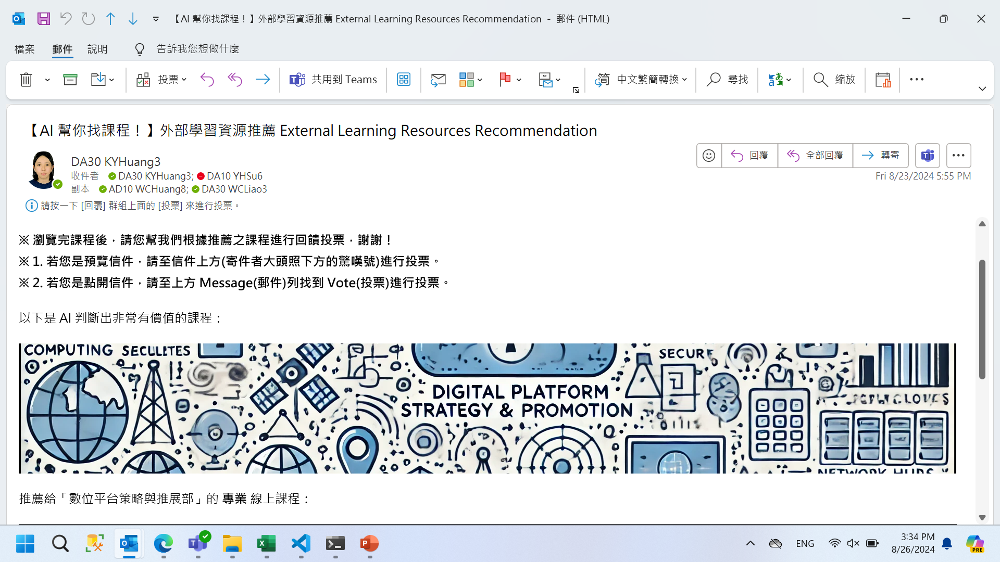 【AI 幫你找課程！】外部學習資源推薦 External Learning Resources Recommendation - 郵件 (HTML)
檔案 郵件 說明 告訴我您想做什麼
投票 共用到 Teams 中文繁簡轉換 尋找 縮放
【AI 幫你找課程！】外部學習資源推薦 External Learning Resources Recommendation
DA30 KYHuang3
收件者 DA30 KYHuang3; DA10 YHSu6
副本 AD10 WCHuang8; DA30 WCLiao3
回覆 全部回覆 轉寄
Fri 8/23/2024 5:55 PM
請按一下 [回覆] 群組上面的 [投票] 來進行投票。
※ 瀏覽完課程後，請您幫我們根據推薦之課程進行回饋投票，謝謝！
※ 1. 若您是預覽信件，請至信件上方(寄件者大頭照下方的驚嘆號)進行投票。
※ 2. 若您是點開信件，請至上方 Message(郵件)列找到 Vote(投票)進行投票。
以下是 AI 判斷出非常有價值的課程：
COMPUTING SECULETES
SECURE
DIGITAL PLATFORM
STRATEGY & PROMOTION
NETWORK HUBS
推薦給「數位平台策略與推展部」的 專業 線上課程：
ENG
3:34 PM
8/26/2024
PRE